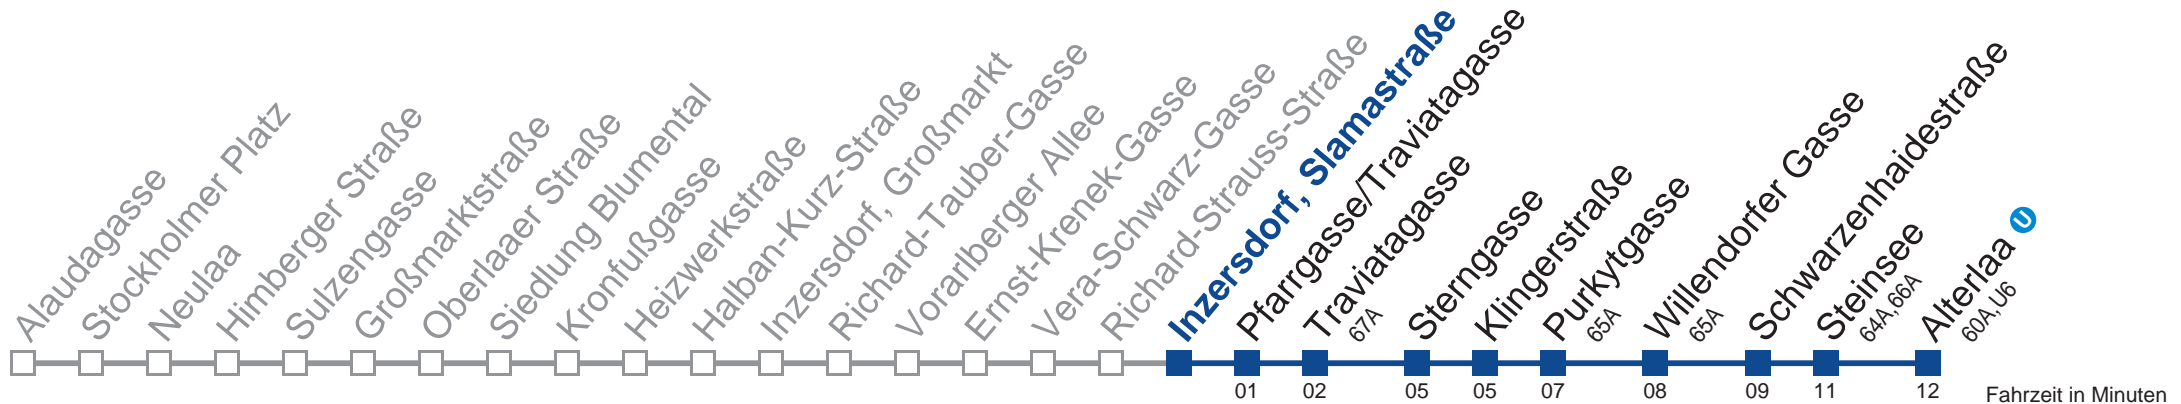 Alaudagasse
Stockholmer Platz
Neulaa
Himberger Straße
Sulzengasse
Großmarktstraße
Oberlaaer Straße
Siedlung Blumental
Kronfußgasse
Heizwerkstraße
Halban-Kurz-Straße
Inzersdorf, Großmarkt
Richard-Tauber-Gasse
Vorarlberger Allee
Ernst-Krenek-Gasse
Vera-Schwarz-Gasse
Richard-Strauss-Straße
Inzersdorf, Slamastraße
Pfarrgasse/Traviatagasse
Traviatagasse
67A
Sterngasse
Klingerstraße
Purkytgasse
65A
Willendorfer Gasse
65A
Schwarzenhaidestraße
Steinsee
64A, 66A
Alterlaa U
60A, U6
01 02 05 05 07 08 09 11 12 Fahrzeit in Minuten